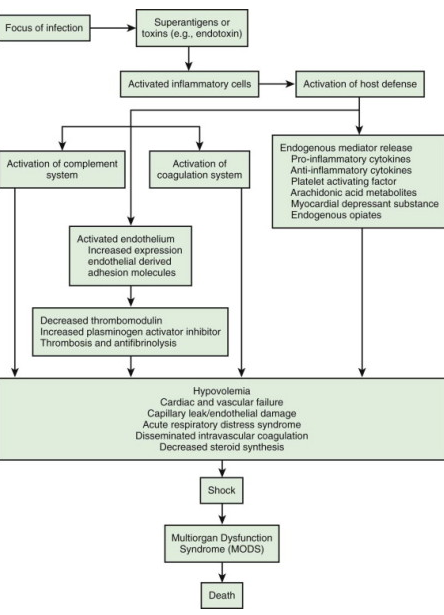 Focus of infection
Superantigens or
toxins (e.g., endotoxin)
Activated inflammatory cells
Activation of host defense
Activation of complement
system
Activation of
coagulation system
Endogenous mediator release
Pro-inflammatory cytokines
Anti-inflammatory cytokines
Platelet activating factor
Arachidonic acid metabolites
Myocardial depressant substance
Endogenous opiates
Activated endothelium
Increased expression
endothelial derived
adhesion molecules
Decreased thrombomodulin
Increased plasminogen activator inhibitor
Thrombosis and antifibrinolysis
Hypovolemia
Cardiac and vascular failure
Capillary leak/endothelial damage
Acute respiratory distress syndrome
Disseminated intravascular coagulation
Decreased steroid synthesis
Shock
Multiorgan Dysfunction
Syndrome (MODS)
Death